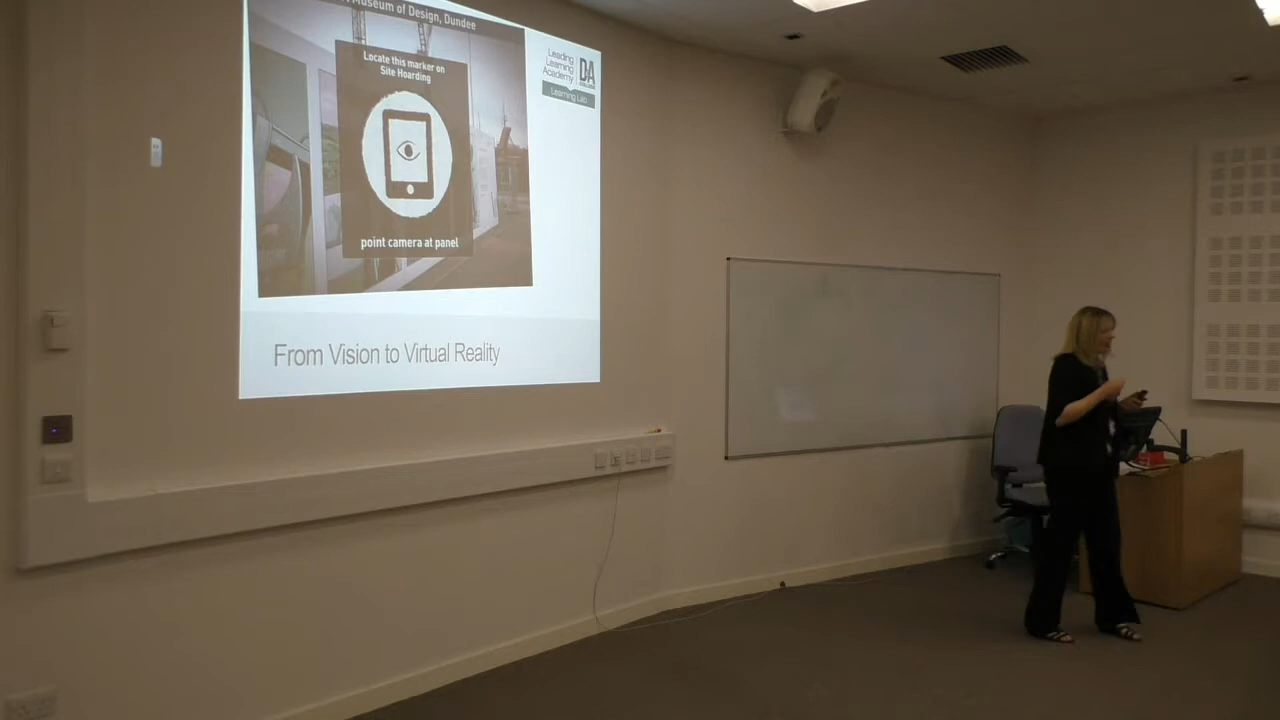 Museum of Design, Dundee
Locate this marker on
Site Hoarding
point camera at panel
Leading
Learning
Academy
DA
Learning Lab
From Vision to Virtual Reality